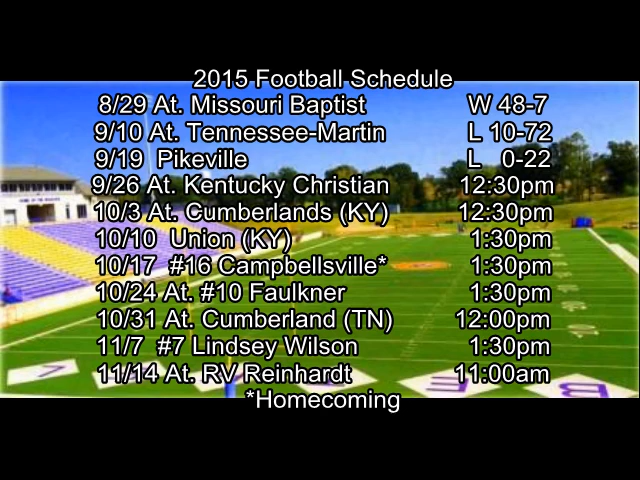 2015 Football Schedule
8/29 At. Missouri Baptist W 48-7
9/10 At. Tennessee-Martin L 10-72
9/19 Pikeville L 0-22
9/26 At. Kentucky Christian 12:30pm
10/3 At. Cumberlands (KY) 12:30pm
10/10 Union (KY) 1:30pm
10/17 #16 Campbellsville* 1:30pm
10/24 At. #10 Faulkner 1:30pm
10/31 At. Cumberland (TN) 12:00pm
11/7 #7 Lindsey Wilson 1:30pm
11/14 At. RV Reinhardt 11:00am
*Homecoming